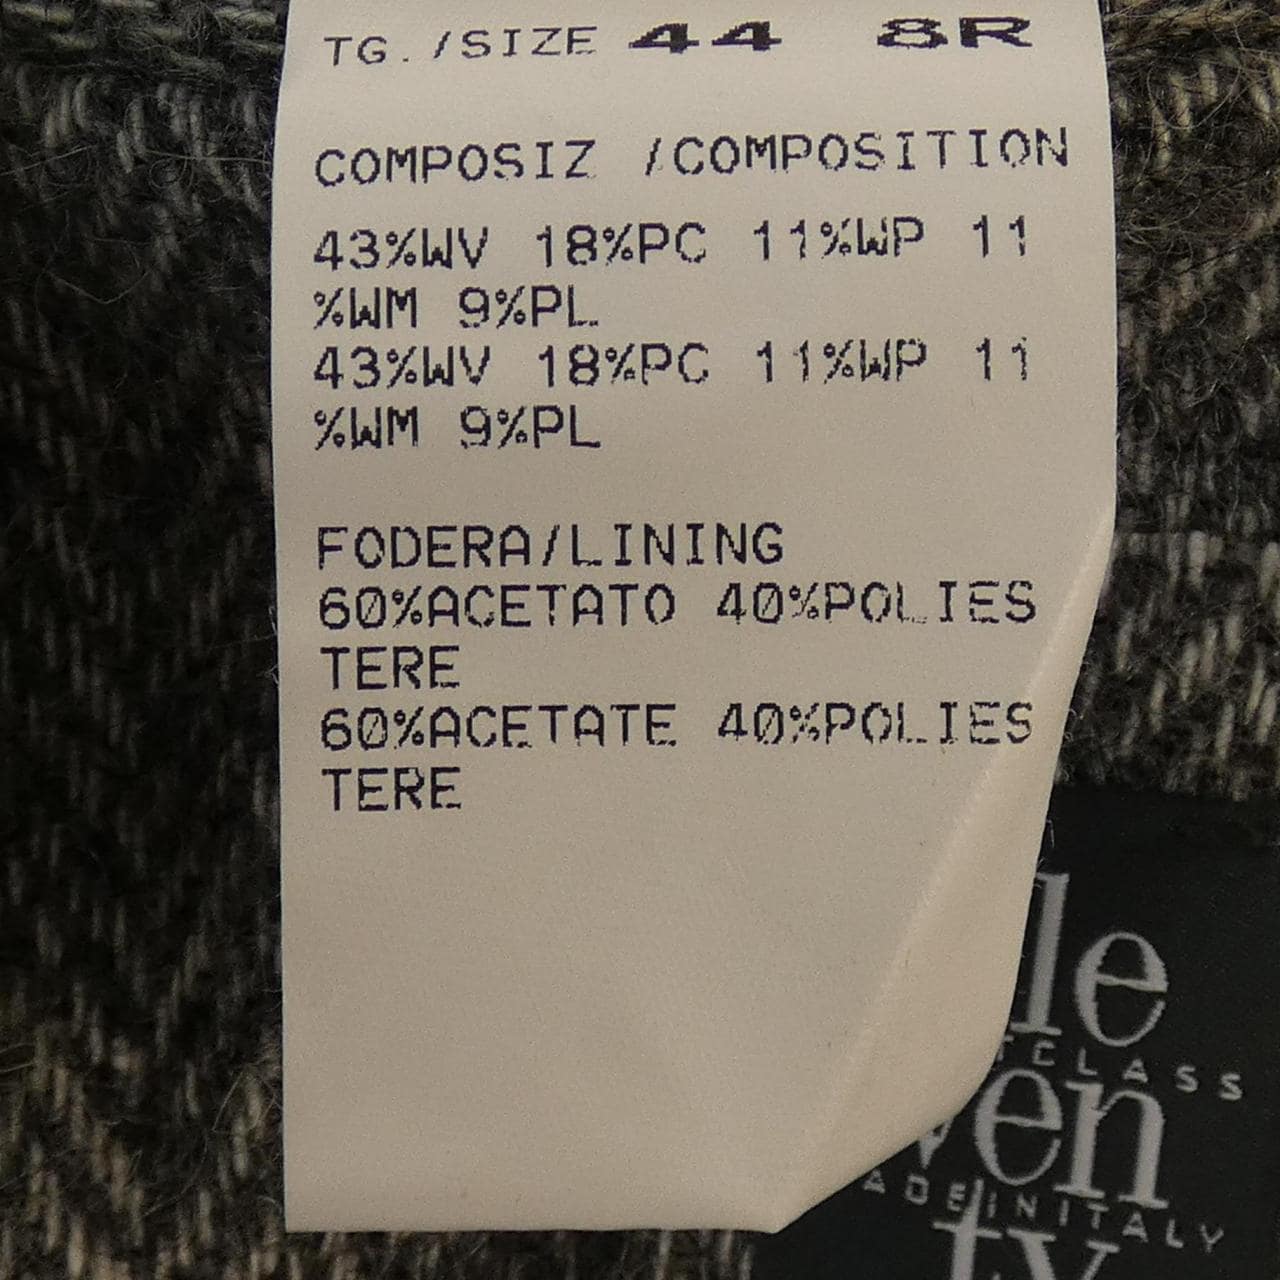 TG./SIZE 44 8R
COMPOSIZ /COMPOSITION
43%WV 18%PC 11%WP 11
%WM 9%PL
43%WV 18%PC 11%WP 11
%WM 9%PL
FODERA/LINING
60%ACETATO 40%POLIES
TERE
60%ACETATE 40%POLIES
TERE
le
TCLASS
ven
ADE IN ITALY
ty